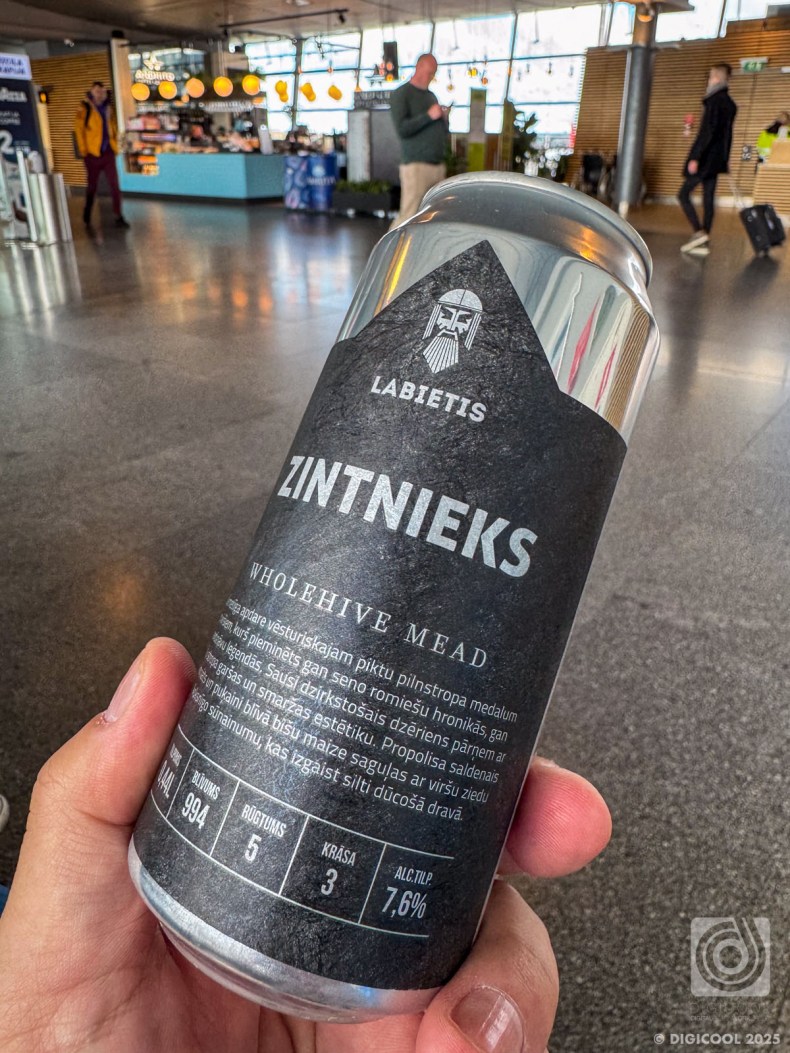 LABIETIS
ZINTNIEKS
WHOLEHIVE MEAD
apdare vēsturiskajam piktu pilnstropa medalum
kurš pieminēts gan seno romiešu hronikās, gan
leģendās. Sausi dzirkstošais dzēriens pārņem ar
garšas un smaržas estētiku. Propolisa saldenais
un pukaini blīvā bišu maize saguļas ar viršu ziedu
sūnainumu, kas izgaist silti dūcošā dravā.
BLĪVUMS
994
RŪGTUMS
5
KRĀSA
3
ALC.TILP.
7,6%
© DIGICOOL 2025